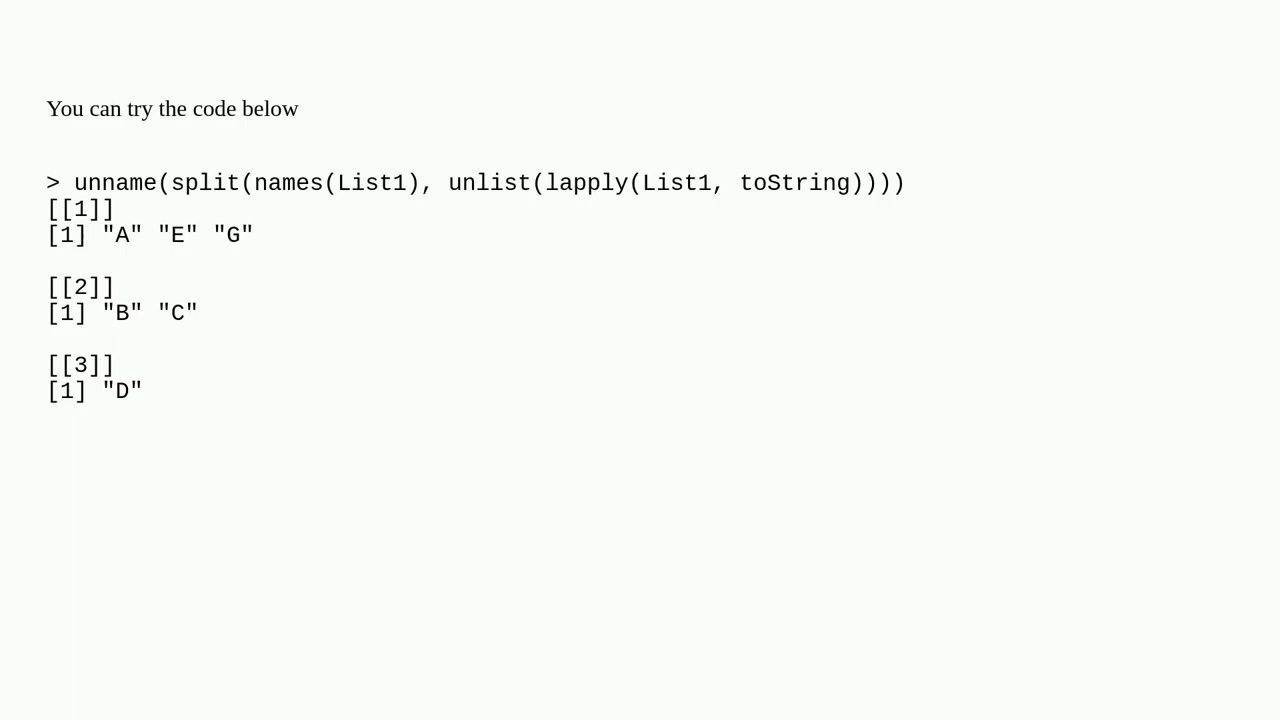 You can try the code below
> unname(split(names(List1), unlist(lapply(List1, toString))))
[[1]]
[1] "A" "E" "G"
[[2]]
[1] "B" "C"
[[3]]
[1] "D"